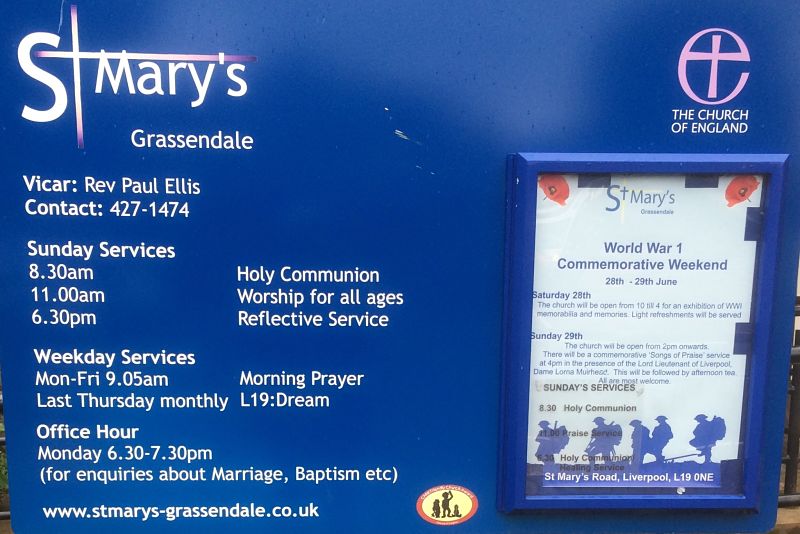 St Mary's
Grassendale
THE CHURCH
OF ENGLAND
Vicar: Rev Paul Ellis
Contact: 427-1474
Sunday Services
8.30am Holy Communion
11.00am Worship for all ages
6.30pm Reflective Service
Weekday Services
Mon-Fri 9.05am Morning Prayer
Last Thursday monthly L19:Dream
Office Hour
Monday 6.30-7.30pm
(for enquiries about Marriage, Baptism etc)
www.stmarys-grassendale.co.uk
St Mary's
Grassendale
World War 1
Commemorative Weekend
28th - 29th June
Saturday 28th
The church will be open from 10 till 4 for an exhibition of WWI
memorabilia and memories. Light refreshments will be served
Sunday 29th
The church will be open from 2pm onwards.
There will be a commemorative 'Songs of Praise' service
at 4pm in the presence of the Lord Lieutenant of Liverpool,
Dame Lorna Muirhead. This will be followed by afternoon tea.
All are most welcome.
SUNDAY'S SERVICES
8.30 Holy Communion
11.00 Praise Service
6.30 Holy Communion/
Healing Service
St Mary's Road, Liverpool, L19 0NE